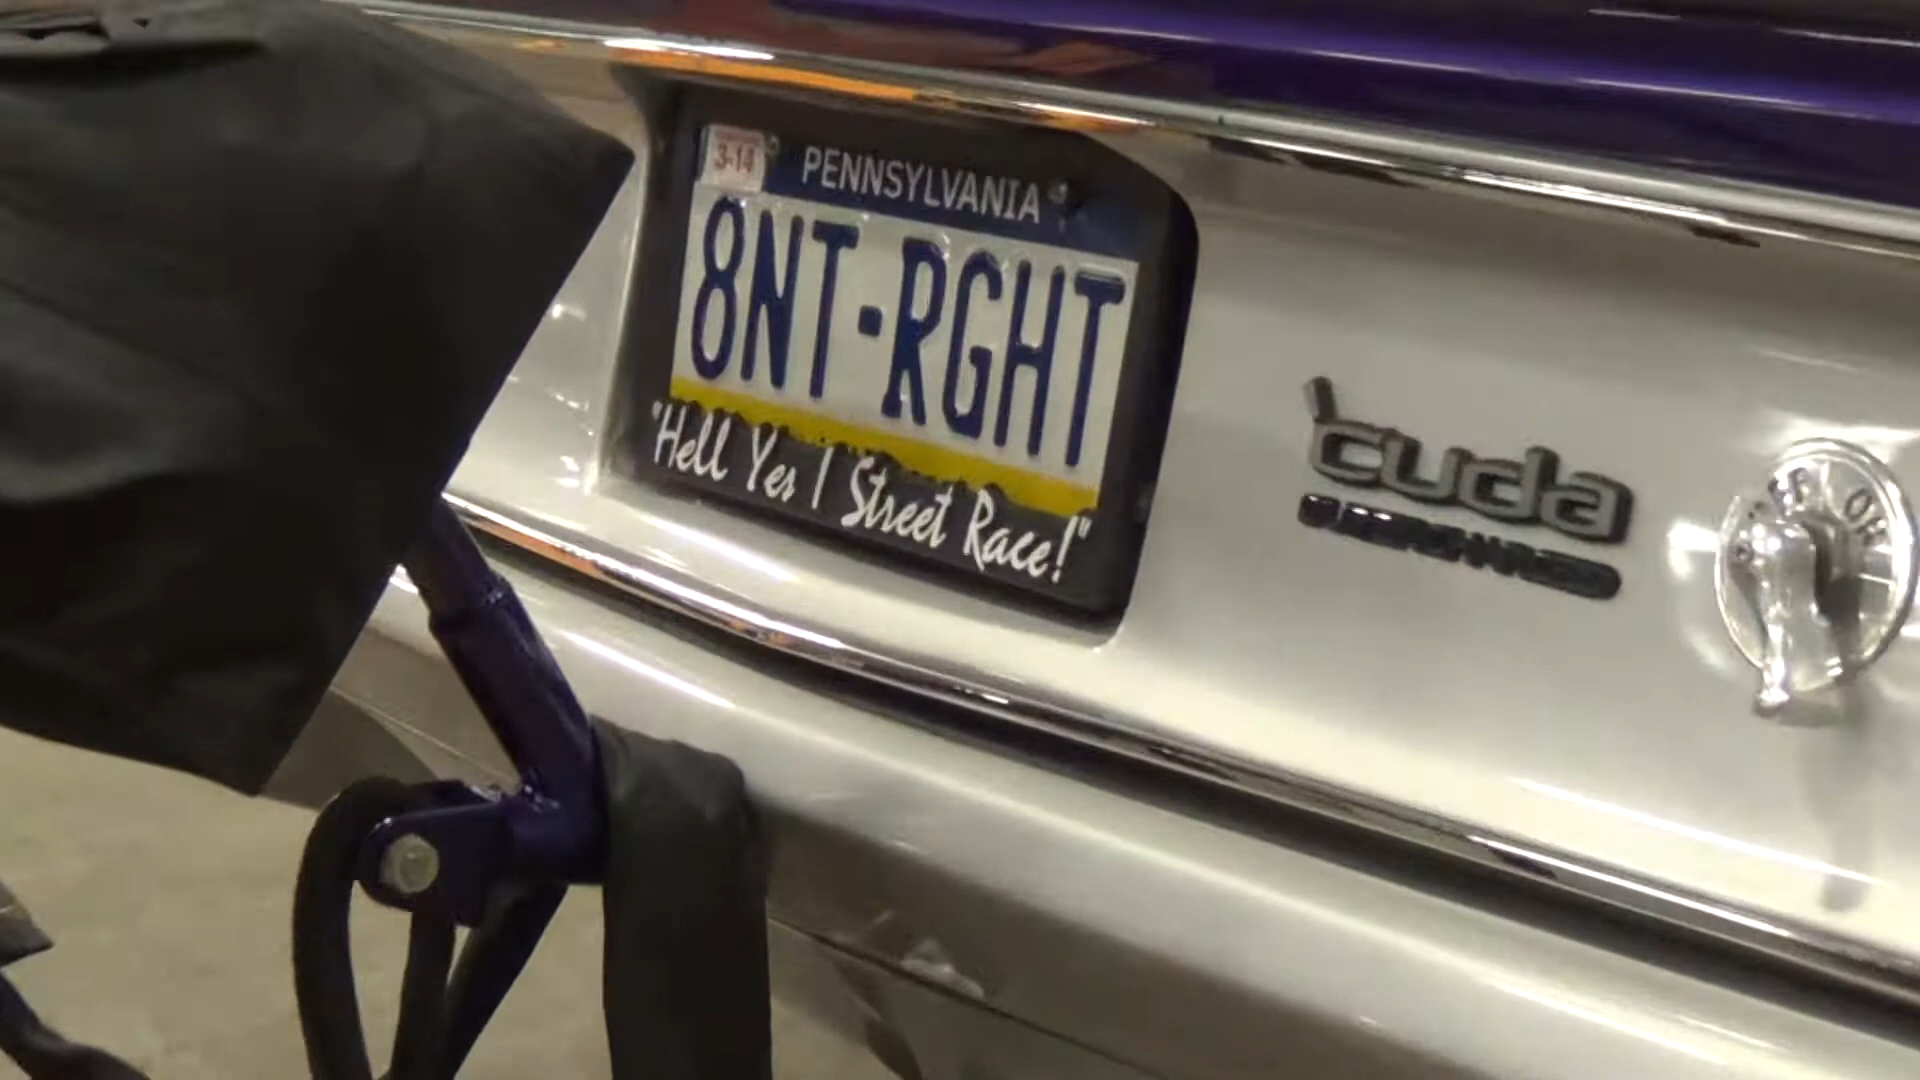 3-14
PENNSYLVANIA
8NT-RGHT
"Hell Yes I Street Race!"
'cuda